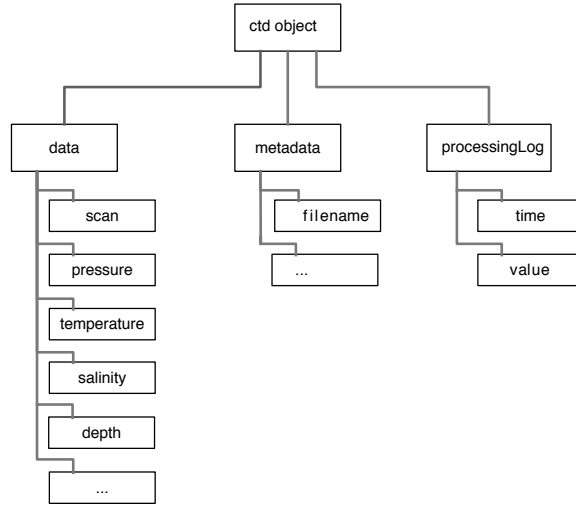 ctd object
data
metadata
processingLog
scan
pressure
temperature
salinity
depth
...
filename
...
time
value